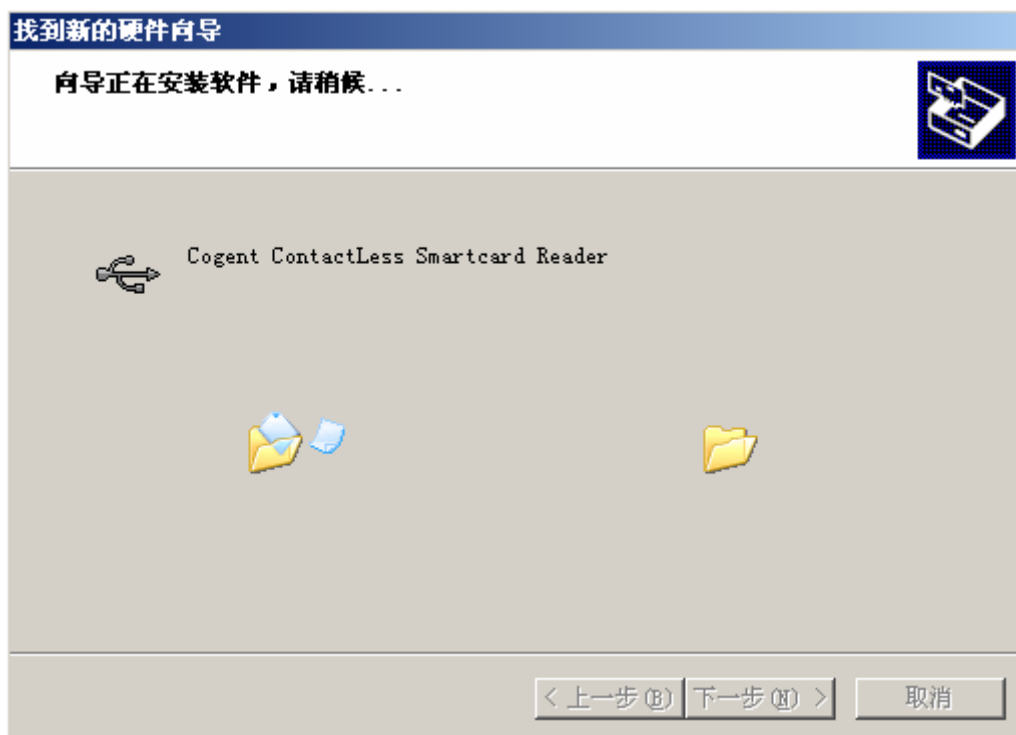 找到新的硬件向导
向导正在安装软件，请稍候...
Cogent ContactLess Smartcard Reader
< 上一步(B) 下一步(N) > 取消